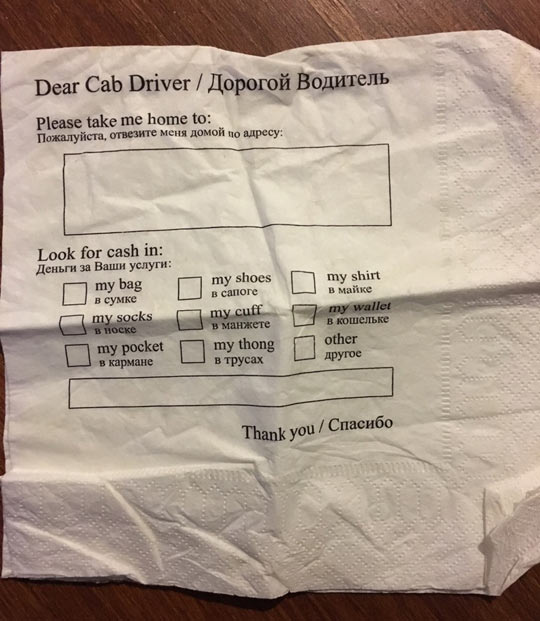 Dear Cab Driver / Дорогой Водитель
Please take me home to:
Пожалуйста, отвезите меня домой по адресу:
Look for cash in:
Деньги за Ваши услуги:
my bag my shoes my shirt
в сумке в сапоге в майке
my socks my cuff my wallet
в носке в манжете в кошельке
my pocket my thong other
в кармане в трусах другое
Thank you / Спасибо